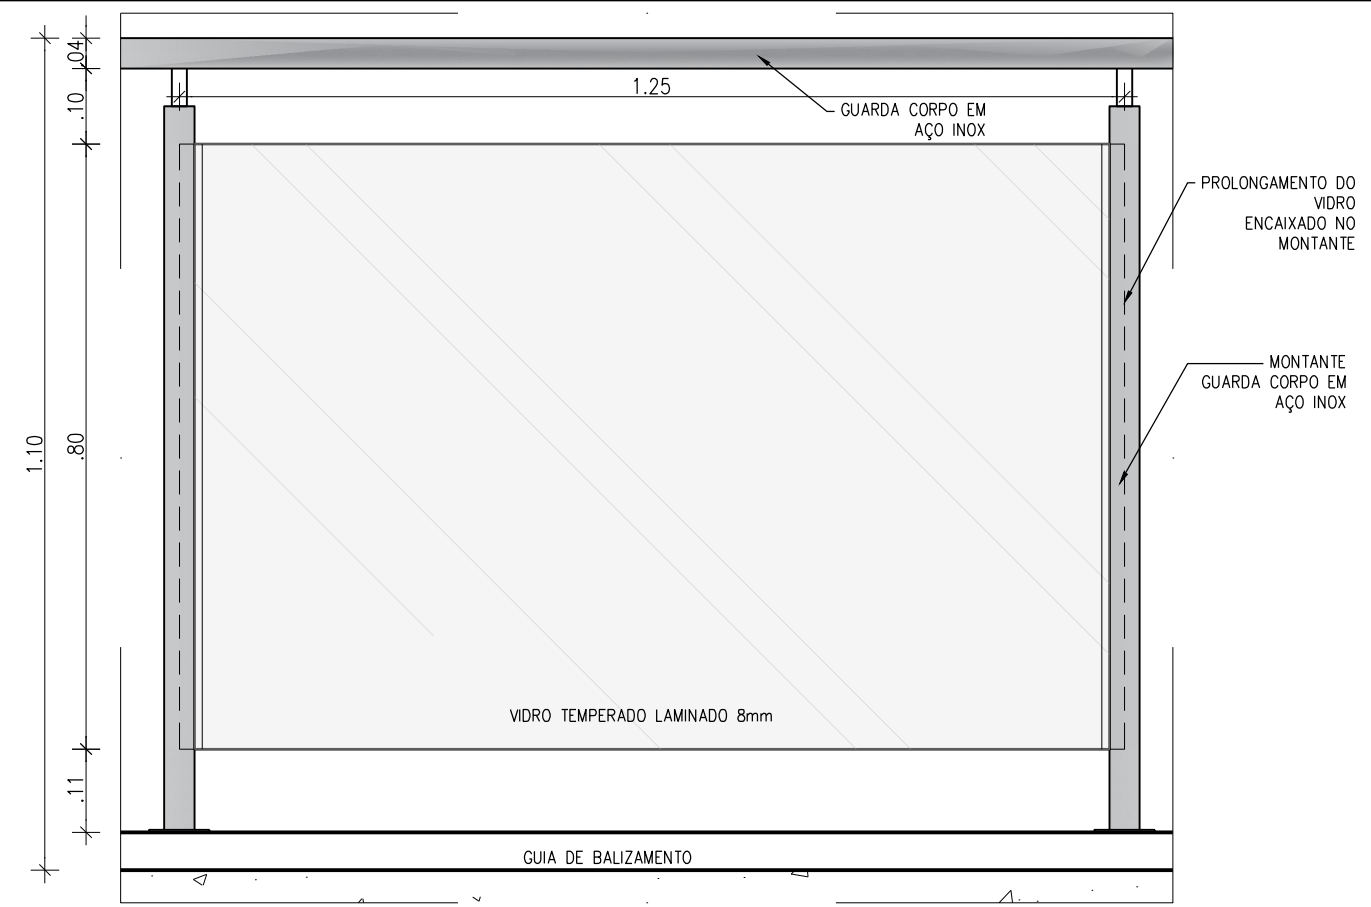 .04
.10
1.25
GUARDA CORPO EM
AÇO INOX
PROLONGAMENTO DO
VIDRO
ENCAIXADO NO
MONTANTE
MONTANTE
GUARDA CORPO EM
AÇO INOX
1.10
.80
VIDRO TEMPERADO LAMINADO 8mm
.11
GUIA DE BALIZAMENTO